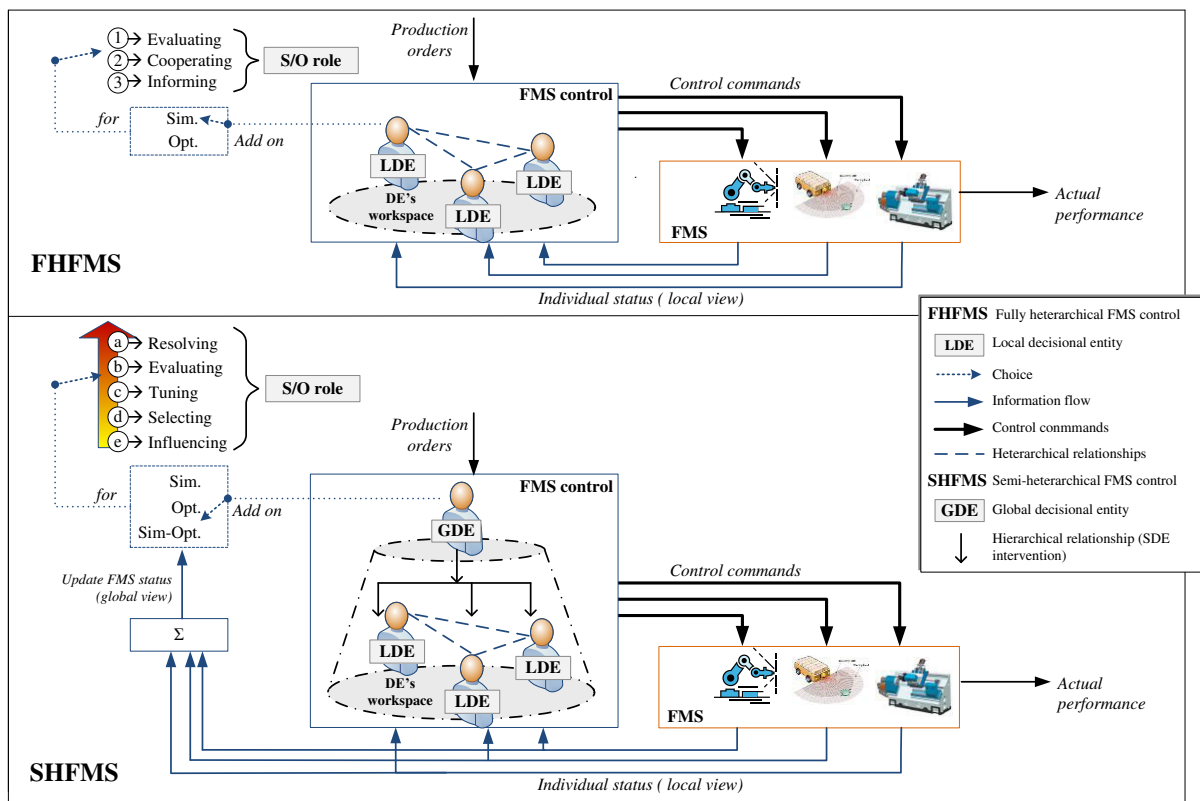 Production
orders
1 Evaluating
2 Cooperating
3 Informing
S/O role
for
Sim.
Opt.
Add on
FMS control
LDE
LDE
LDE
DE's
workspace
Control commands
FMS
Actual
performance
Individual status ( local view)
FHFMS
a Resolving
b Evaluating
c Tuning
d Selecting
e Influencing
S/O role
for
Sim.
Opt.
Sim-Opt.
Add on
Update FMS status
(global view)
Σ
Production
orders
FMS control
GDE
LDE
LDE
LDE
DE's
workspace
Control commands
FMS
Actual
performance
Individual status ( local view)
SHFMS
FHFMS Fully heterarchical FMS control
LDE Local decisional entity
Choice
Information flow
Control conmmands
Heterarchical relationships
SHFMS Semi-heterarchical FMS control
GDE Global decisional entity
Hierarchical relationship (SDE
intervention)